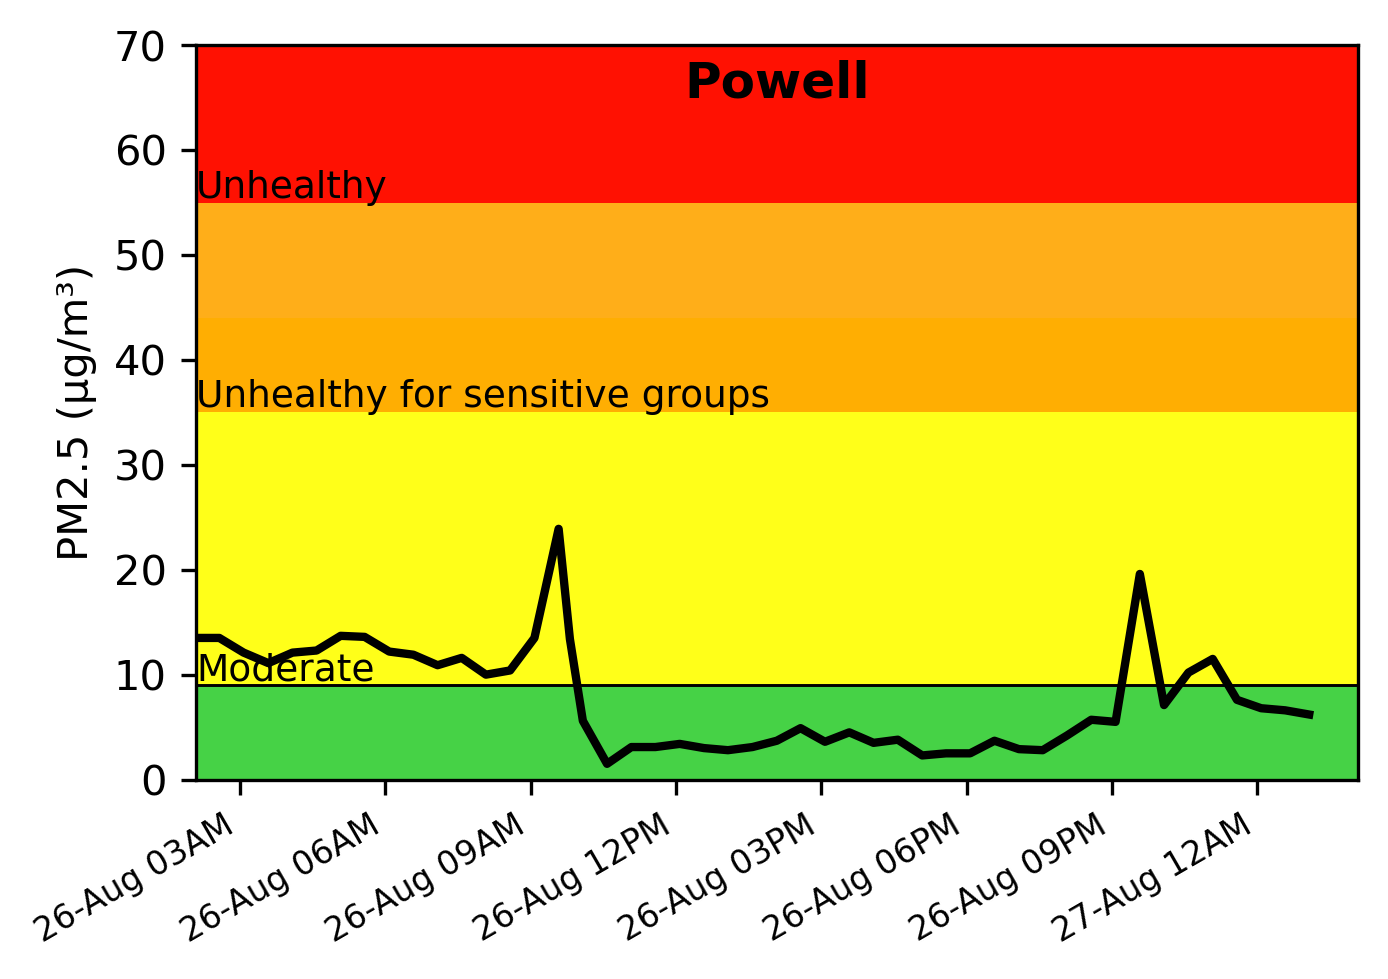 Powell
PM2.5 (µg/m³)
70
60
50
40
30
20
10
0
Unhealthy
Unhealthy for sensitive groups
Moderate
26-Aug 03AM
26-Aug 06AM
26-Aug 09AM
26-Aug 12PM
26-Aug 03PM
26-Aug 06PM
26-Aug 09PM
27-Aug 12AM